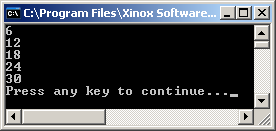 C:\Program Files\Xinox Software...
6
12
18
24
30
Press any key to continue..._